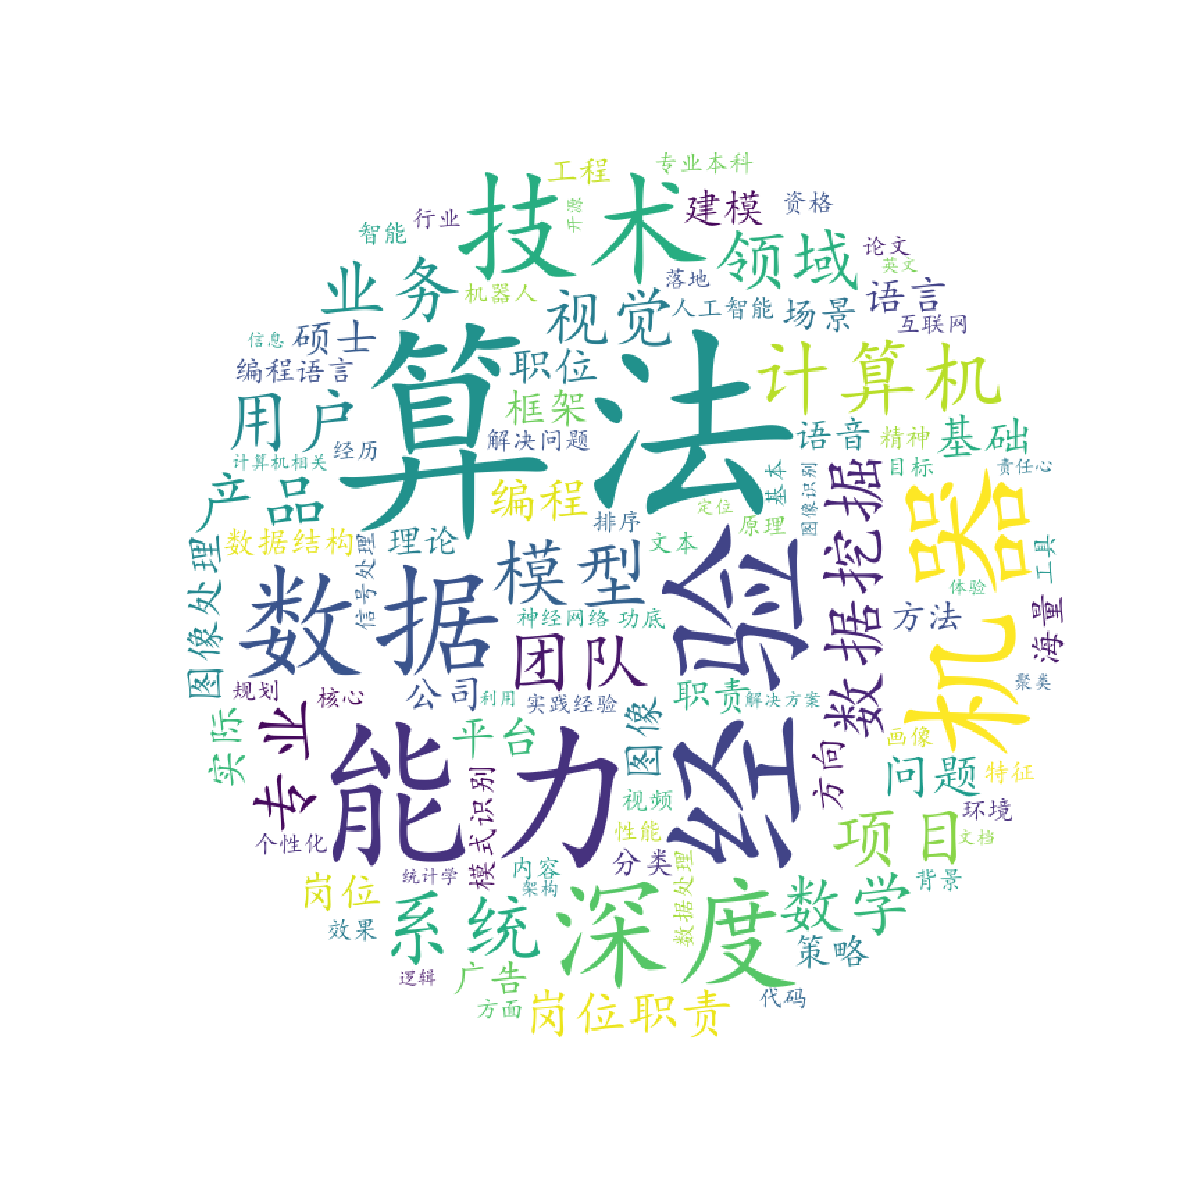 工程
专业本科
技术
开源
建模
资格
智能
行业
领域
论文
英文
业务
机器人
视觉
落地
人工智能
场景
语言
互联网
信息
硕士
编程语言
职位
算法
计算机
用户
框架
经历
解决问题
语音
精神
基础
计算机相关
产品
编程
排序
定位
基本
图像识别
目标
责任心
数据结构
信号处理
理论
文本
原理
数据挖掘
机器
工具
图像处理
数据
模型
经验
体验
神经网络
功底
方法
海量
团队
规划
核心
公司
利用
实践经验
职责
解决方案
聚类
实际
专业
能力
平台
图像
方向
画像
问题
特征
模式识别
视频
性能
项目
环境
文档
个性化
统计学
内容
架构
分类
数据处理
背景
岗位
系统
深度
数学
效果
策略
逻辑
广告
方面
岗位职责
代码